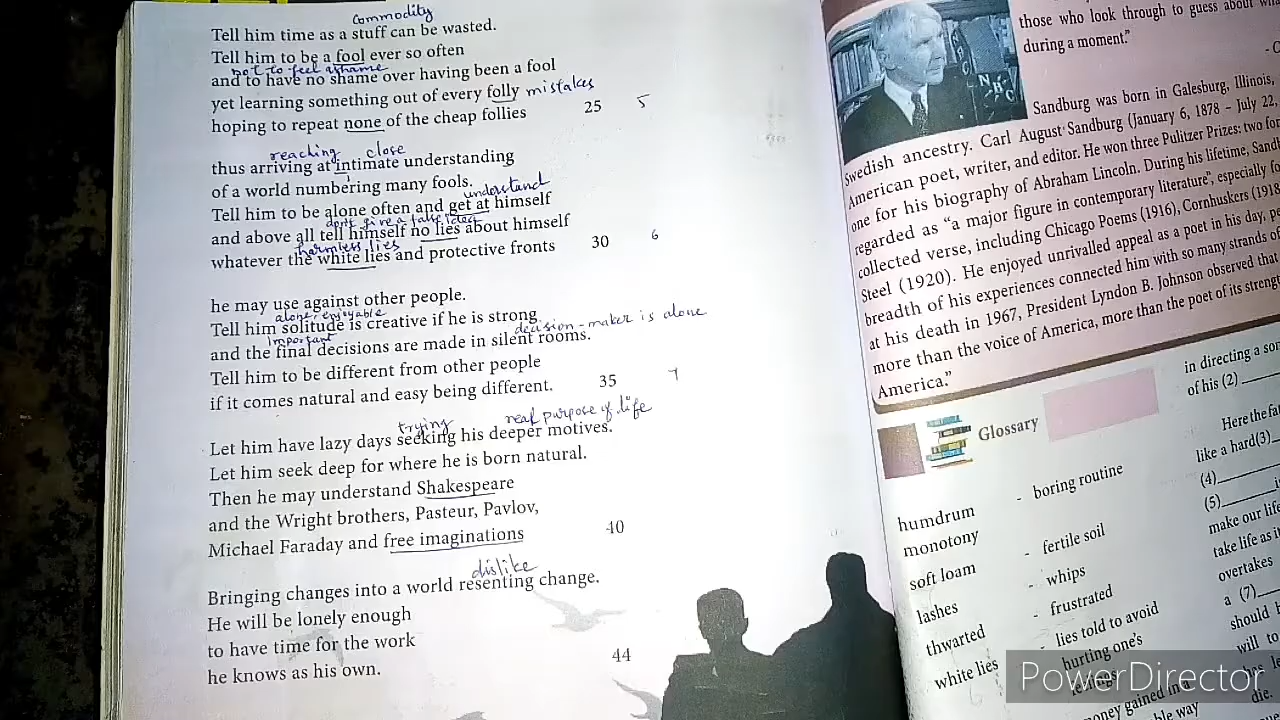 commodity
Tell him time as a stuff can be wasted.
Tell him to be a fool ever so often
not to feel ashame
and to have no shame over having been a fool
yet learning something out of every folly mistakes
hoping to repeat none of the cheap follies 25 5
reaching close
thus arriving at intimate understanding
of a world numbering many fools.
understand
Tell him to be alone often and get at himself
don't give a false
and above all tell himself no lies about himself
harmless lies
whatever the white lies and protective fronts 30 6
he may use against other people.
alone, enjoyable
Tell him solitude is creative if he is strong
important decision-maker is alone
and the final decisions are made in silent rooms.
Tell him to be different from other people
if it comes natural and easy being different. 35 7
trying real purpose of life
Let him have lazy days seeking his deeper motives.
Let him seek deep for where he is born natural.
Then he may understand Shakespeare
and the Wright brothers, Pasteur, Pavlov,
Michael Faraday and free imaginations 40
dislike
Bringing changes into a world resenting change.
He will be lonely enough
to have time for the work
he knows as his own. 44
those who look through to guess about
during a moment."
Sandburg was born in Galesburg, Illinois,
Swedish ancestry. Carl August Sandburg (January 6, 1878 – July 22,
American poet, writer, and editor. He won three Pulitzer Prizes: two for
one for his biography of Abraham Lincoln. During his lifetime,
regarded as "a major figure in contemporary literature", especially
collected verse, including Chicago Poems (1916), Cornhuskers (1918
Steel (1920). He enjoyed unrivalled appeal as a poet in his day,
breadth of his experiences connected him with so many strands of
at his death in 1967, President Lyndon B. Johnson observed that
more than the voice of America, more than the poet of its
America."
Glossary
humdrum
monotony - boring routine
soft loam - fertile soil
lashes - whips
thwarted - frustrated
white lies - lies told to avoid
hurting one's
money gained in a
in directing a
of his (2)
Here the
like a hard(3)
(4)
(5)
make our
take life as
overtakes
a (7)
should
will to
die.
PowerDirector